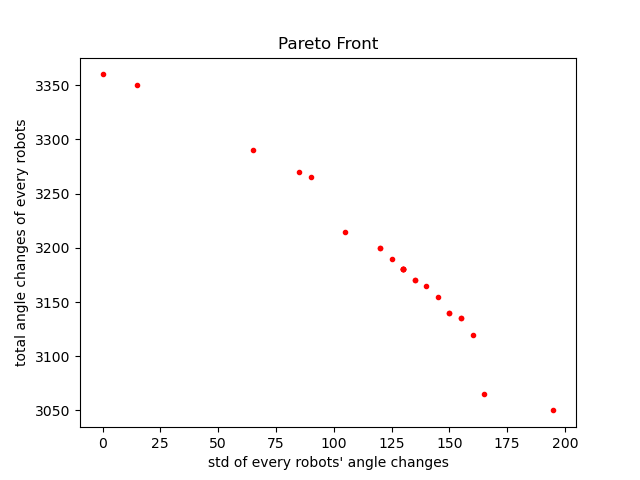 Pareto Front
total angle changes of every robots
3350
3300
3250
3200
3150
3100
3050
0 25 50 75 100 125 150 175 200
std of every robots' angle changes